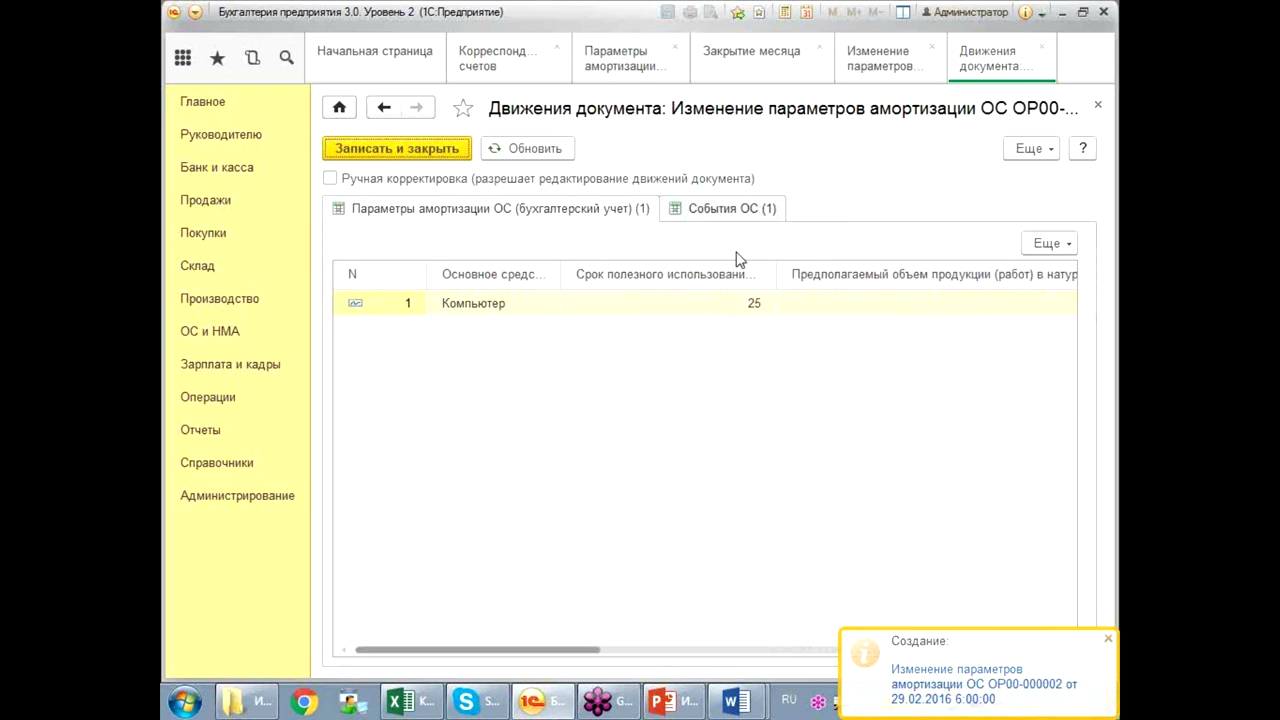 Бухгалтерия предприятия 3.0. Уровень 2 (1С:Предприятие)
M M+ M- Администратор
Начальная страница
Корреспонд... счетов
Параметры амортизации...
Закрытие месяца
Изменение параметров...
Движения документа:...
Главное
Руководителю
Банк и касса
Продажи
Покупки
Склад
Производство
ОС и НМА
Зарплата и кадры
Операции
Отчеты
Справочники
Администрирование
Движения документа: Изменение параметров амортизации ОС ОР00-...
Записать и закрыть Обновить Еще ?
Ручная корректировка (разрешает редактирование движений документа)
Параметры амортизации ОС (бухгалтерский учет) (1) События ОС (1)
Еще
N Основное средс... Срок полезного использовани... Предполагаемый объем продукции (работ) в натур
1 Компьютер 25
Создание:
Изменение параметров
амортизации ОС ОР00-000002 от
29.02.2016 6:00:00
И... К... S... Б... G... И... RU